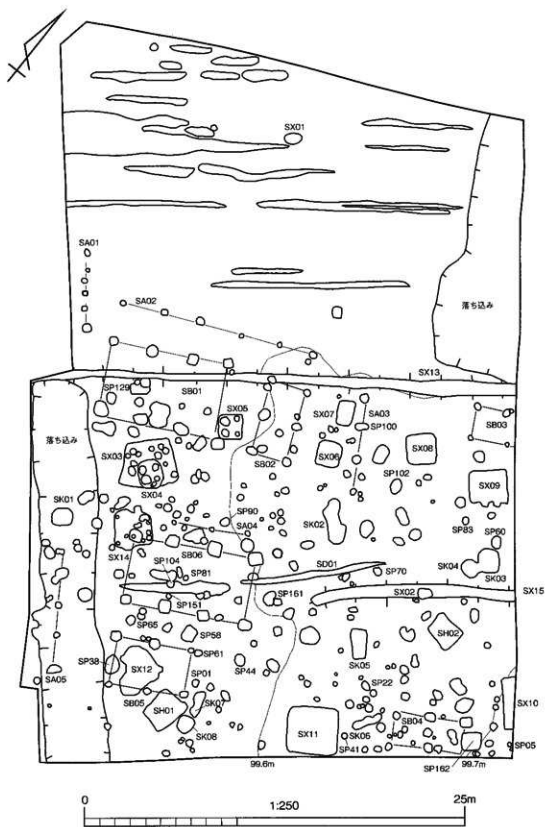 SX01
SA01
SA02
落ち込み
SX13
SP129
SB01
SX05
SX07
SA03
SP100
SB03
落ち込み
SX03
SX04
SB02
SX06
SP102
SX08
SX09
SK01
SP90
SA04
SK02
SP83
SP60
SX14
SB06
SP104
SP81
SD01
SP70
SK04
SK03
SP151
SP161
SX02
SX15
SP65
SP58
SH02
SP38
SP61
SX12
SP01
SP44
SK05
SA05
SB05
SH01
SK07
SP22
SX10
SK08
SX11
SK06
SB04
SP41
SP05
99.6m
99.7m
SP162
0
1:250
25m